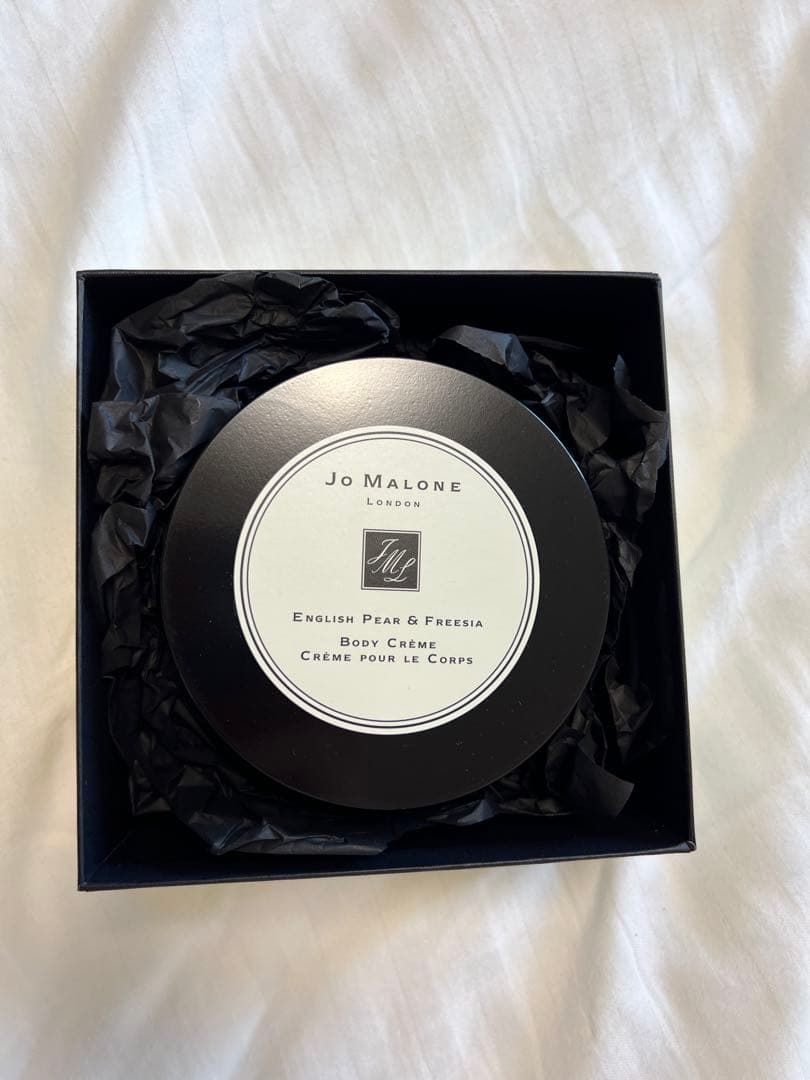 Jo Malone
London
JML
English Pear & Freesia
Body Crème
Crème pour le Corps